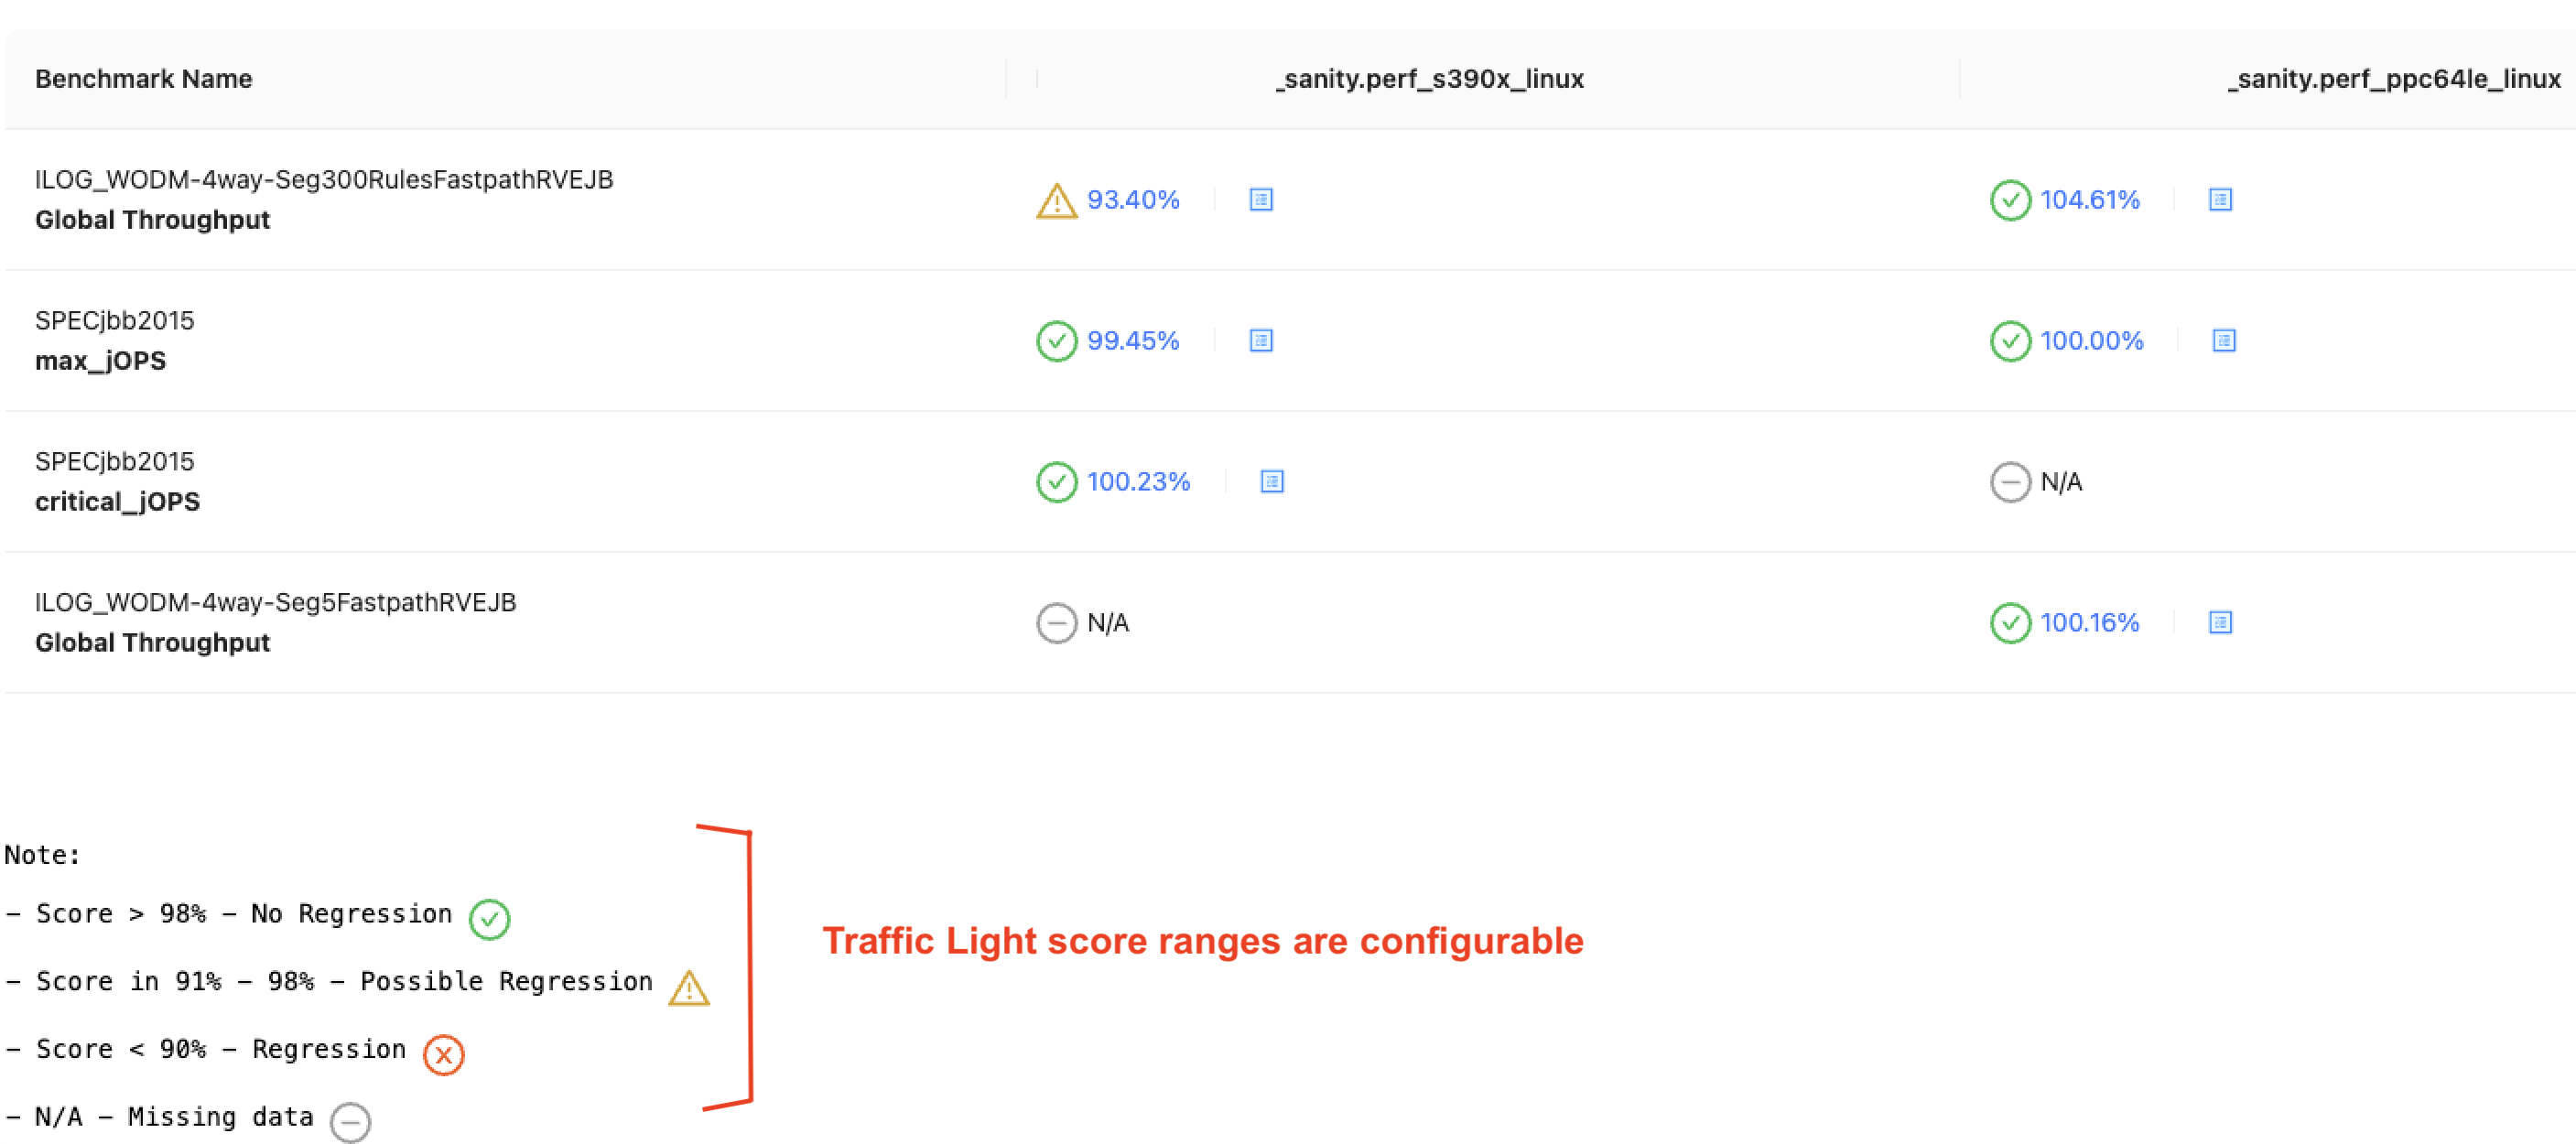 Benchmark Name _sanity.perf_s390x_linux _sanity.perf_ppc64le_linux
ILOG_WODM-4way-Seg300RulesFastpathRVEJB
Global Throughput
93.40% 104.61%
SPECjbb2015
max_jOPS
99.45% 100.00%
SPECjbb2015
critical_jOPS
100.23% N/A
ILOG_WODM-4way-Seg5FastpathRVEJB
Global Throughput
N/A 100.16%
Note:
- Score > 98% - No Regression
- Score in 91% - 98% - Possible Regression
- Score < 90% - Regression
- N/A - Missing data
Traffic Light score ranges are configurable